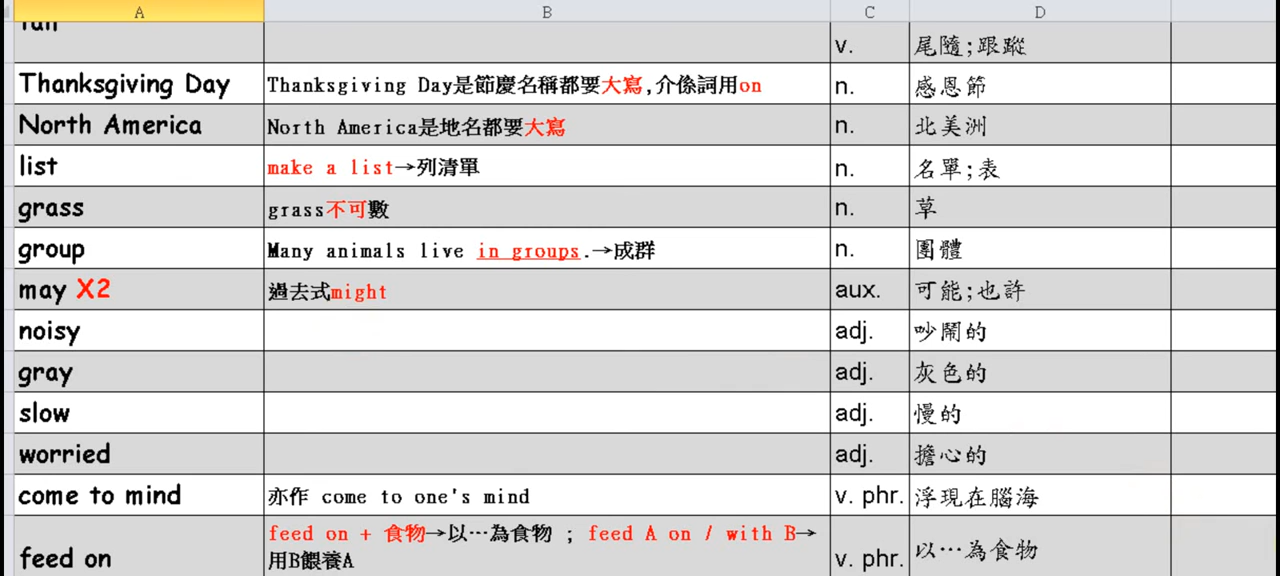 A B C D
v. 尾隨;跟蹤
Thanksgiving Day Thanksgiving Day是節慶名稱都要大寫,介係詞用on n. 感恩節
North America North America是地名都要大寫 n. 北美洲
list make a list→列清單 n. 名單;表
grass grass不可數 n. 草
group Many animals live in groups.→成群 n. 團體
may X2 過去式might aux. 可能;也許
noisy adj. 吵鬧的
gray adj. 灰色的
slow adj. 慢的
worried adj. 擔心的
come to mind 亦作 come to one's mind v. phr. 浮現在腦海
feed on feed on + 食物→以…為食物 ; feed A on / with B→
用B餵養A v. phr. 以…為食物